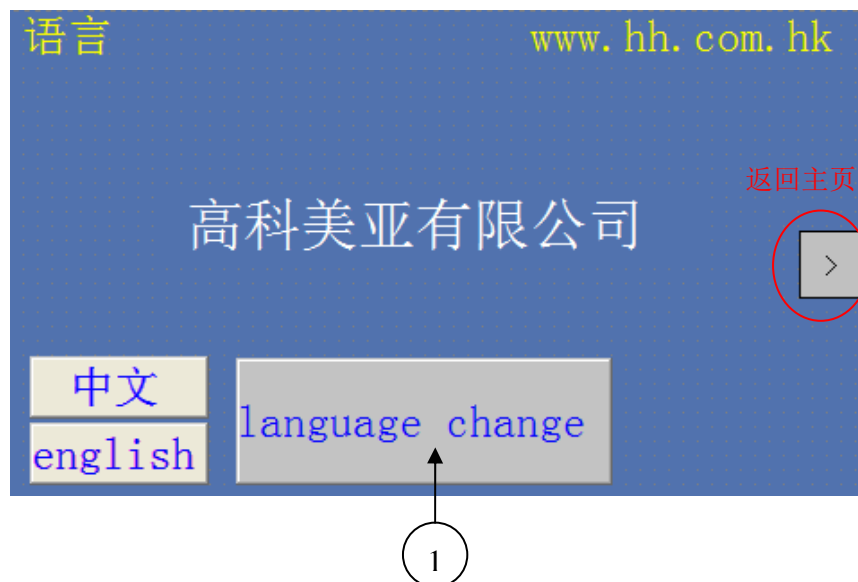 语言
www.hh.com.hk
返回主页
高科美亚有限公司
>
中文
english
language change
1